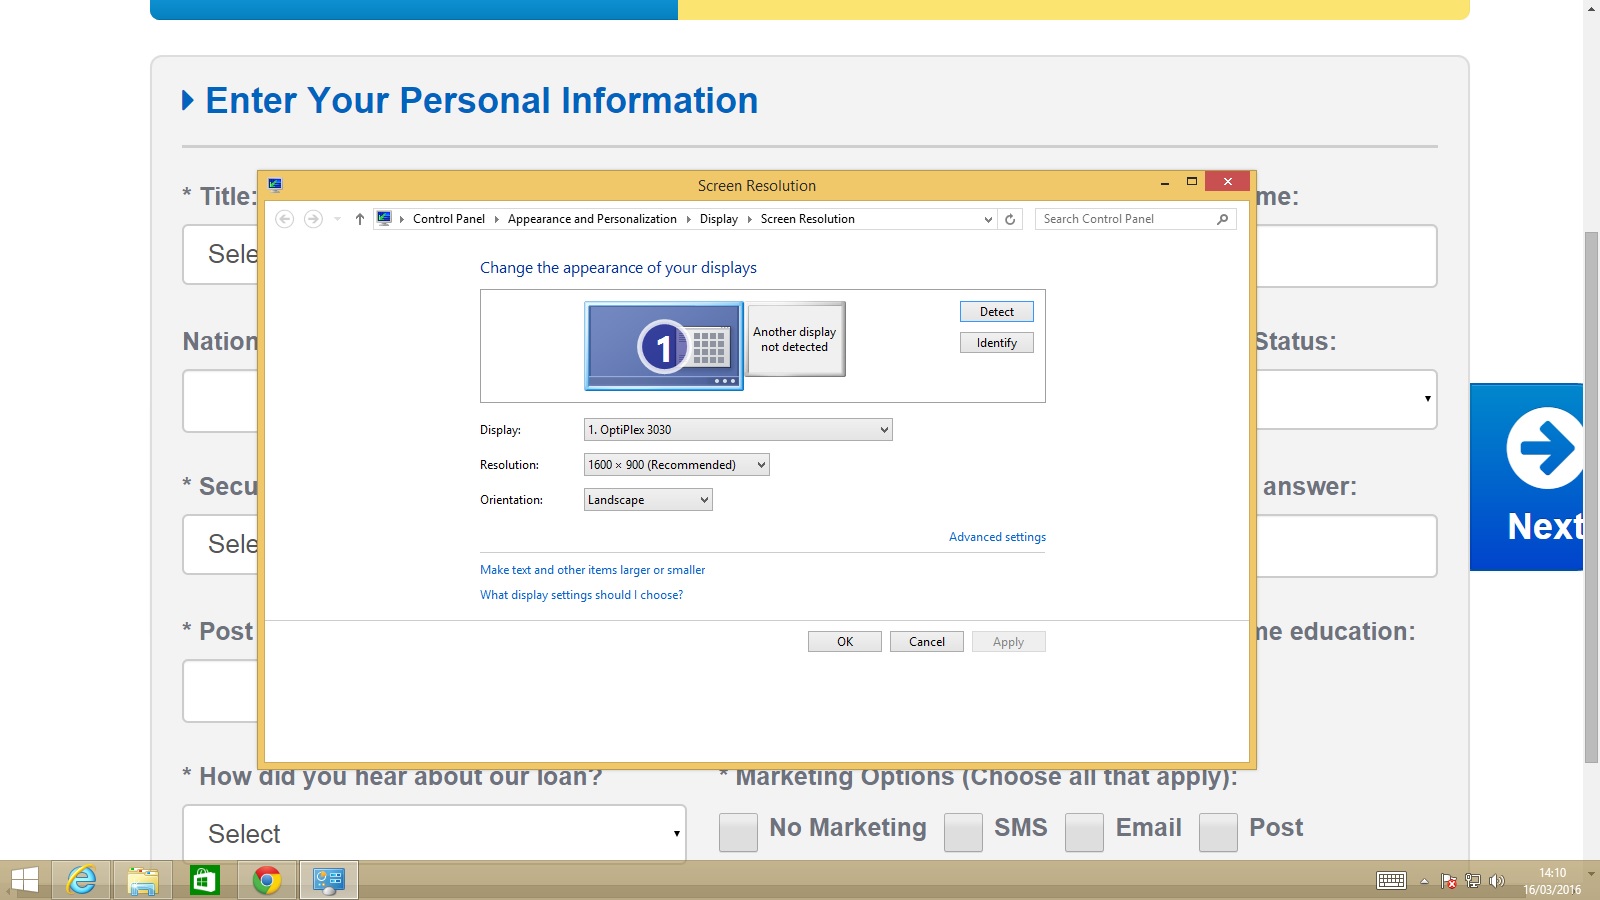 Enter Your Personal Information
* Title:
me:
Screen Resolution
Control Panel
Appearance and Personalization
Display
Screen Resolution
Search Control Panel
Sele
Change the appearance of your displays
1
Another display
not detected
Detect
Identify
Nation
Status:
Display:
1. OptiPlex 3030
Resolution:
1600 × 900 (Recommended)
Orientation:
Landscape
* Secu
answer:
Sele
Next
Advanced settings
Make text and other items larger or smaller
What display settings should I choose?
* Post
me education:
OK
Cancel
Apply
* How did you hear about our loan?
* Marketing Options (Choose all that apply):
Select
No Marketing
SMS
Email
Post
14:10
16/03/2016